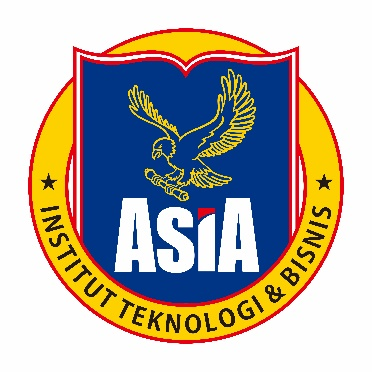 ASiA
INSTITUT TEKNOLOGI & BISNIS